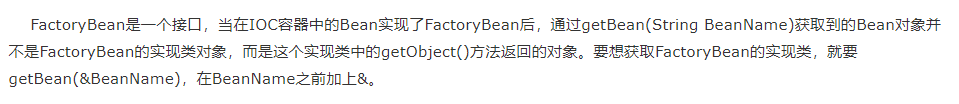 FactoryBean是一个接口，当在IOC容器中的Bean实现了FactoryBean后，通过getBean(String BeanName)获取到的Bean对象并
不是FactoryBean的实现类对象，而是这个实现类中的getObject()方法返回的对象。要想获取FactoryBean的实现类，就要
getBean(&BeanName)，在BeanName之前加上&。